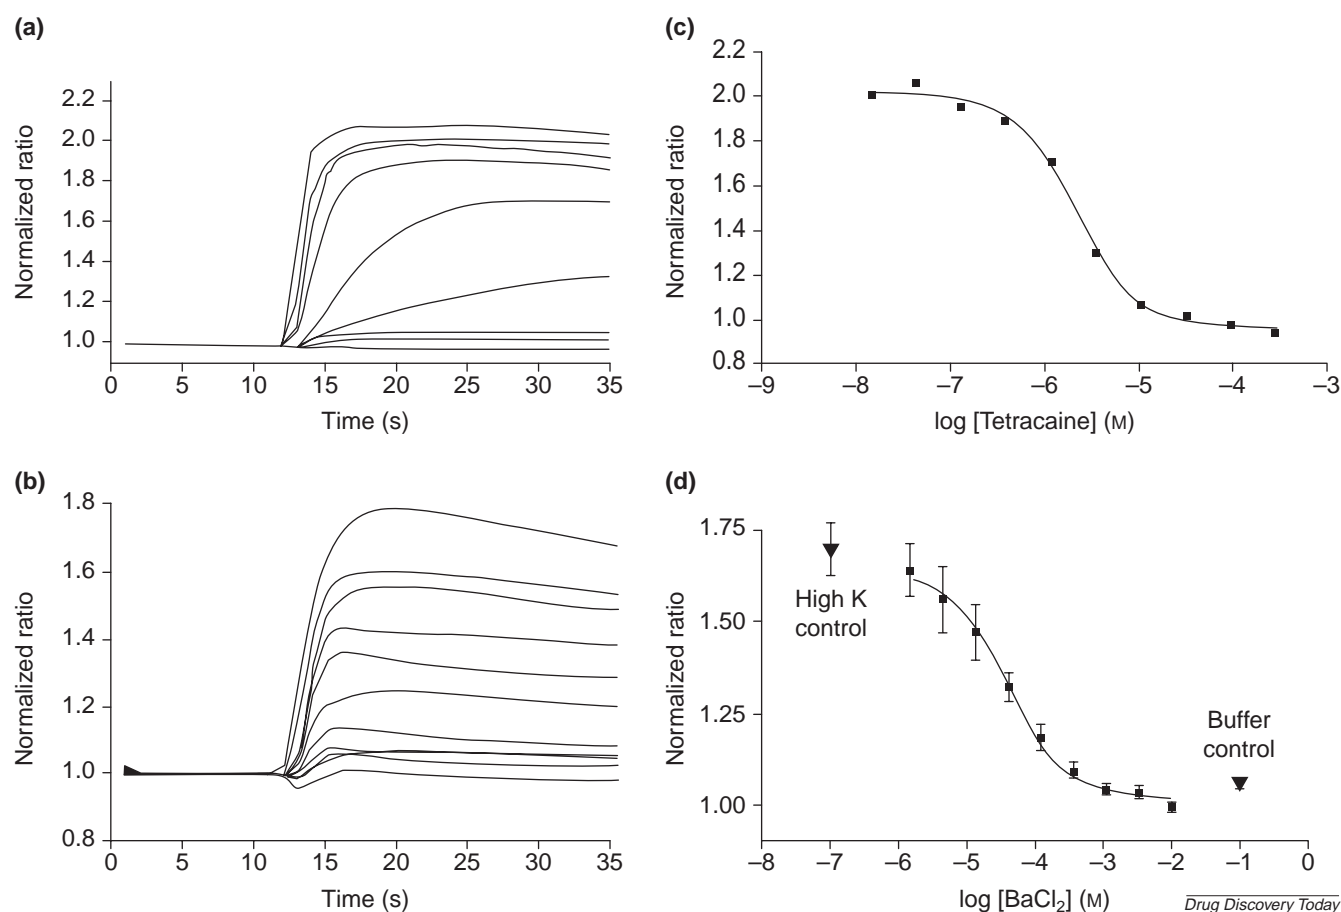 (a)
Normalized ratio
2.2
2.0
1.8
1.6
1.4
1.2
1.0
0 5 10 15 20 25 30 35
Time (s)
(c)
Normalized ratio
2.2
2.0
1.8
1.6
1.4
1.2
1.0
0.8
–9 –8 –7 –6 –5 –4 –3
log [Tetracaine] (M)
(b)
Normalized ratio
1.8
1.6
1.4
1.2
1.0
0.8
0 5 10 15 20 25 30 35
Time (s)
(d)
Normalized ratio
1.75
1.50
1.25
1.00
High K
control
Buffer
control
–8 –7 –6 –5 –4 –3 –2 –1 0
log [BaCl₂] (M)
Drug Discovery Today